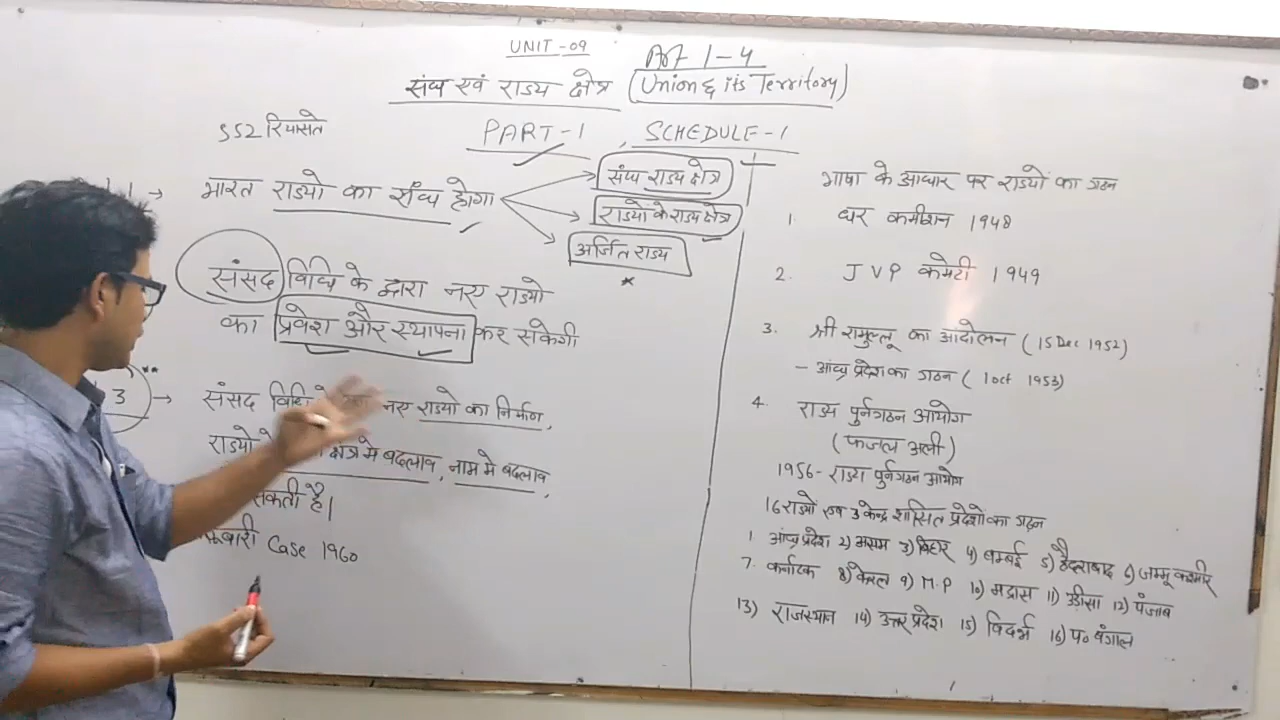 UNIT-09
Art 1-4
संघ एवं राज्य क्षेत्र (Union & its Territory)
PART-1, SCHEDULE-1
552 रियासते
→ भारत राज्यो का संघ होगा
संघ राज्य क्षेत्र
राज्यों के राज्य क्षेत्र
अर्जित राज्य
*
संसद विधि के द्वारा नए राज्यो
का प्रवेश और स्थापना कर सकेगी
**
3 → संसद नए राज्यो का निर्माण,
राज्यो क्षेत्र मे बदलाव, नाम मे बदलाव,
सकती है।
Case 1960
भाषा के आधार पर राज्यों का गठन
1. धर कमीशन 1948
2. JVP कमेटी 1949
3. श्री रामुल्लू का आंदोलन (15 Dec 1952)
- आंध्र प्रदेश का गठन (1 oct 1953)
4. राज्य पुर्नगठन आयोग
(फजल अली)
1956- राज्य पुर्नगठन आयोग
16 राज्यों एवं 3 केन्द्र शासित प्रदेशों का गठन
1 आंध्र प्रदेश 2) असम 3) बिहार 4) बम्बई 5) हैदराबाद 6) जम्मू कश्मीर
7. कर्नाटक 8) केरल 9) M.P 10) मद्रास 11) उडीसा 12) पंजाब
13) राजस्थान 14) उत्तर प्रदेश 15) विदर्भ 16) प० बंगाल